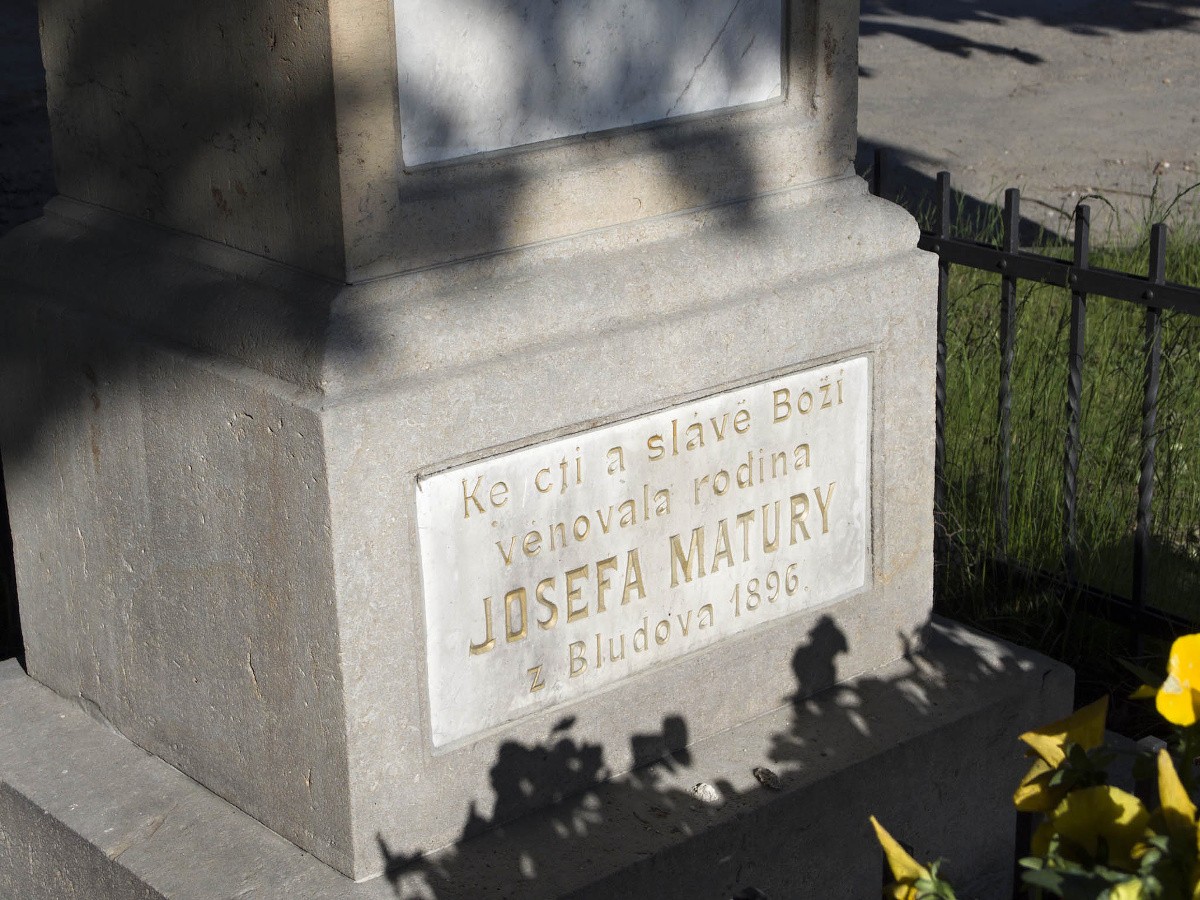 Ke cti a slávě Boží
věnovala rodina
JOSEFA MATURY
z Bludova 1896.